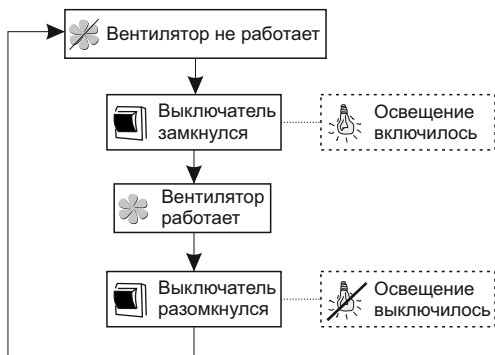 Вентилятор не работает
Выключатель
замкнулся
Освещение
включилось
Вентилятор
работает
Выключатель
разомкнулся
Освещение
выключилось